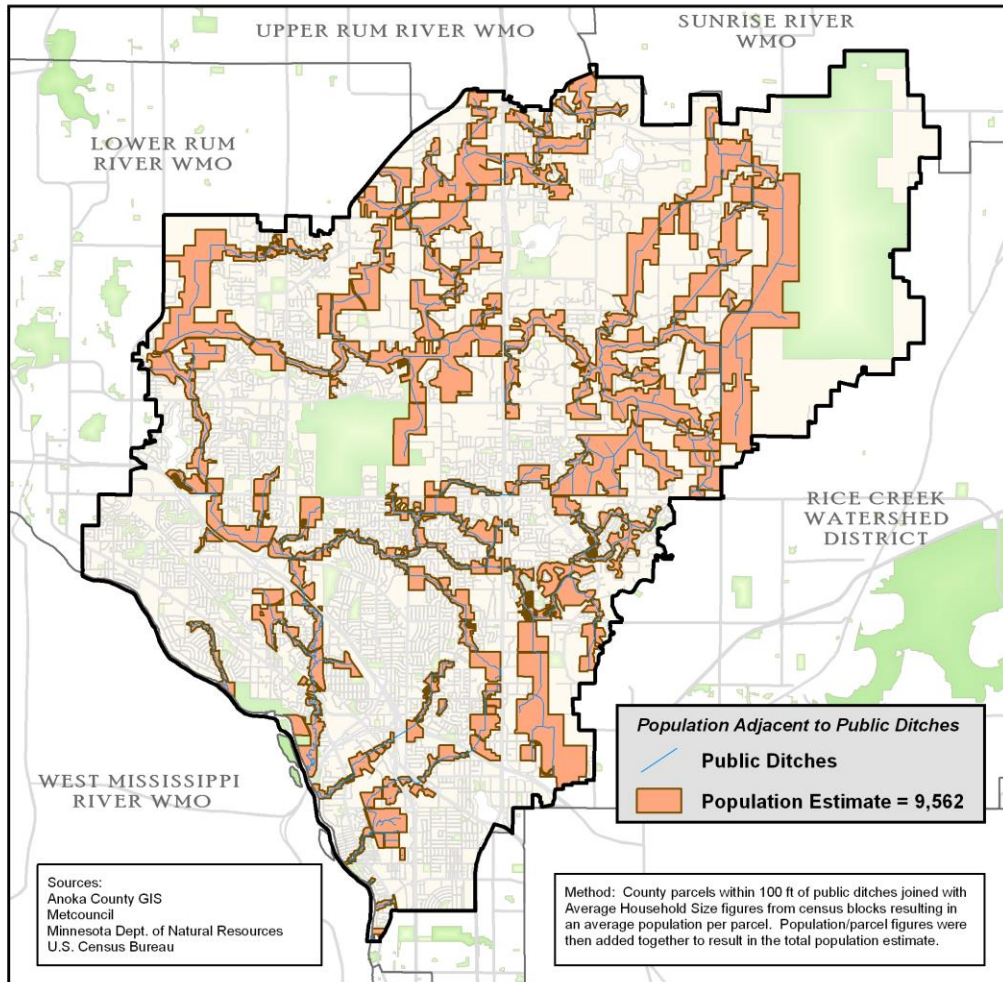 UPPER RUM RIVER WMO
SUNRISE RIVER
WMO
LOWER RUM
RIVER WMO
RICE CREEK
WATERSHED
DISTRICT
WEST MISSISSIPPI
RIVER WMO
Population Adjacent to Public Ditches
Public Ditches
Population Estimate = 9,562
Sources:
Anoka County GIS
Metcouncil
Minnesota Dept. of Natural Resources
U.S. Census Bureau
Method: County parcels within 100 ft of public ditches joined with
Average Household Size figures from census blocks resulting in
an average population per parcel. Population/parcel figures were
then added together to result in the total population estimate.